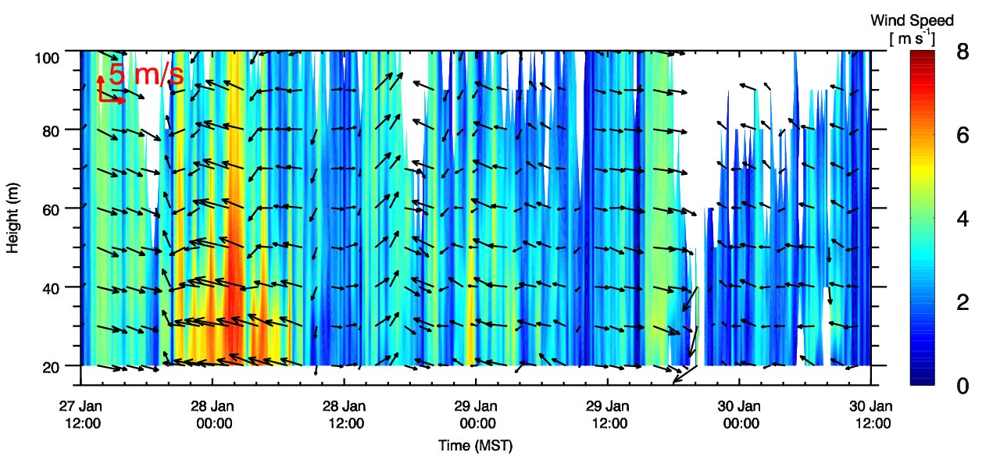 Wind Speed
[ m s-1]
5 m/s
100
80
60
40
20
Height (m)
8
6
4
2
0
27 Jan 28 Jan 28 Jan 29 Jan 29 Jan 30 Jan 30 Jan
12:00 00:00 12:00 00:00 12:00 00:00 12:00
Time (MST)